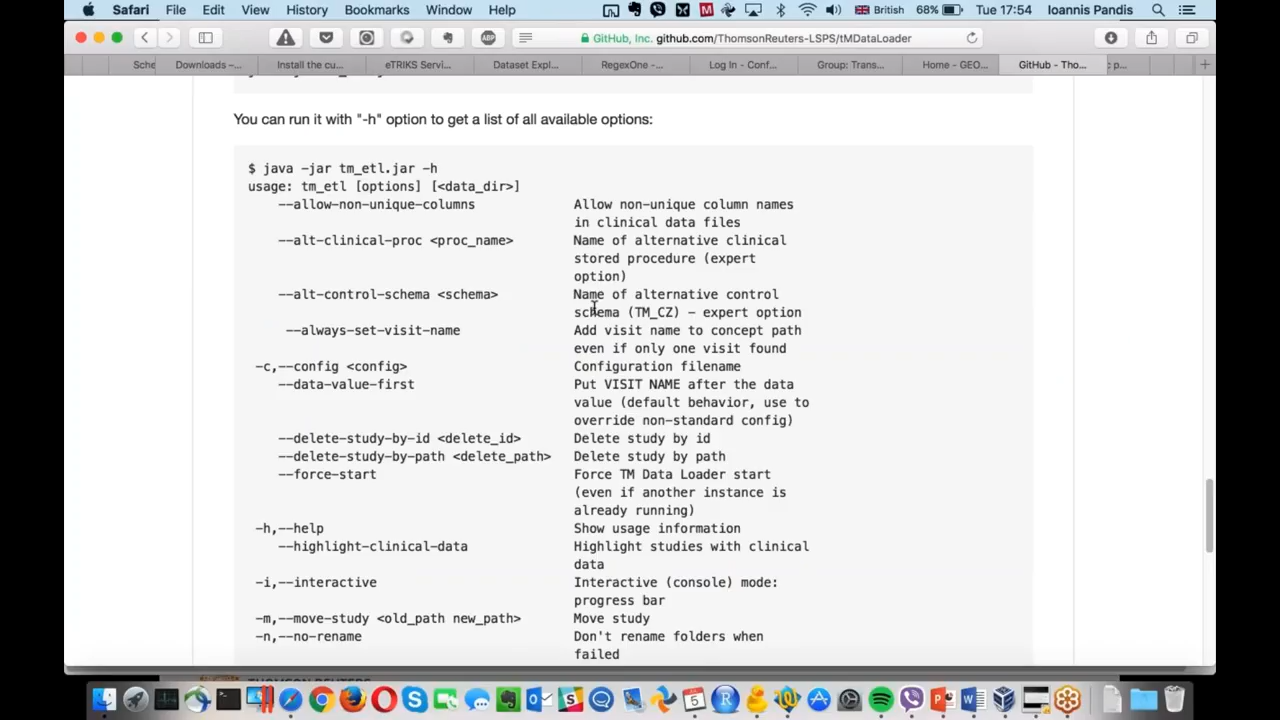 Safari File Edit View History Bookmarks Window Help British 68% Tue 17:54 Ioannis Pandis
GitHub, Inc. github.com/ThomsonReuters-LSPS/tMDataLoader
Sche Downloads –... Install the cu... eTRIKS Servi... Dataset Expl... RegexOne –... Log In – Conf... Group: Trans... Home - GEO... GitHub - Tho...
You can run it with "-h" option to get a list of all available options:
$ java -jar tm_etl.jar -h
usage: tm_etl [options] [<data_dir>]
--allow-non-unique-columns Allow non-unique column names
in clinical data files
--alt-clinical-proc <proc_name> Name of alternative clinical
stored procedure (expert
option)
--alt-control-schema <schema> Name of alternative control
schema (TM_CZ) - expert option
--always-set-visit-name Add visit name to concept path
even if only one visit found
-c,--config <config> Configuration filename
--data-value-first Put VISIT NAME after the data
value (default behavior, use to
override non-standard config)
--delete-study-by-id <delete_id> Delete study by id
--delete-study-by-path <delete_path> Delete study by path
--force-start Force TM Data Loader start
(even if another instance is
already running)
-h,--help Show usage information
--highlight-clinical-data Highlight studies with clinical
data
-i,--interactive Interactive (console) mode:
progress bar
-m,--move-study <old_path new_path> Move study
-n,--no-rename Don't rename folders when
failed